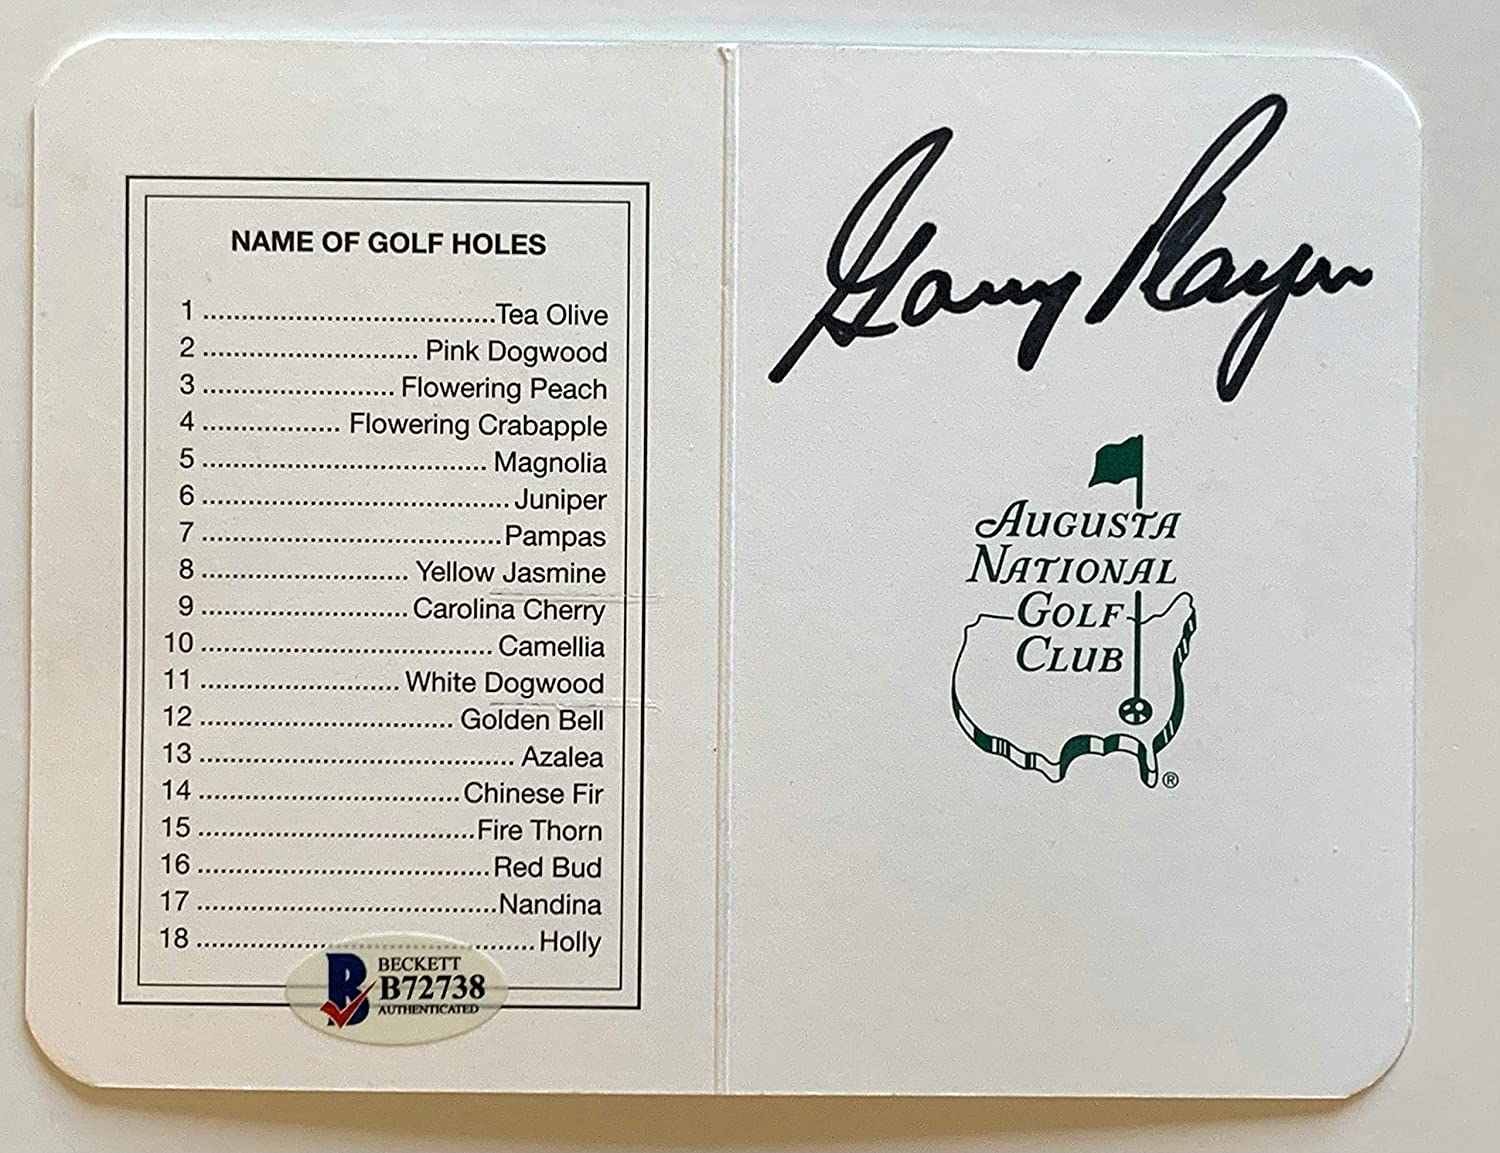 NAME OF GOLF HOLES
1 ..................................... Tea Olive
2 ........................... Pink Dogwood
3 ........................ Flowering Peach
4 .................. Flowering Crabapple
5 .................................... Magnolia
6 ....................................... Juniper
7 ...................................... Pampas
8 .......................... Yellow Jasmine
9 .......................... Carolina Cherry
10 ..................................... Camellia
11 ......................... White Dogwood
12 ................................ Golden Bell
13 ........................................ Azalea
14 ................................. Chinese Fir
15 ................................... Fire Thorn
16 ..................................... Red Bud
17 ...................................... Nandina
18 ........................................... Holly
BECKETT
B72738
AUTHENTICATED
Gary Player
AUGUSTA
NATIONAL
GOLF
CLUB
®